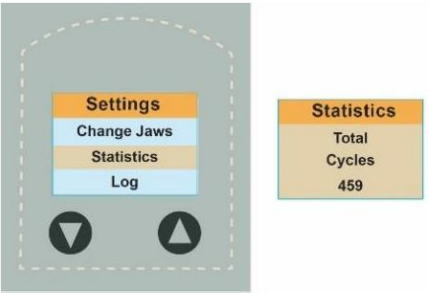 Settings
Change Jaws
Statistics
Log
Statistics
Total
Cycles
459